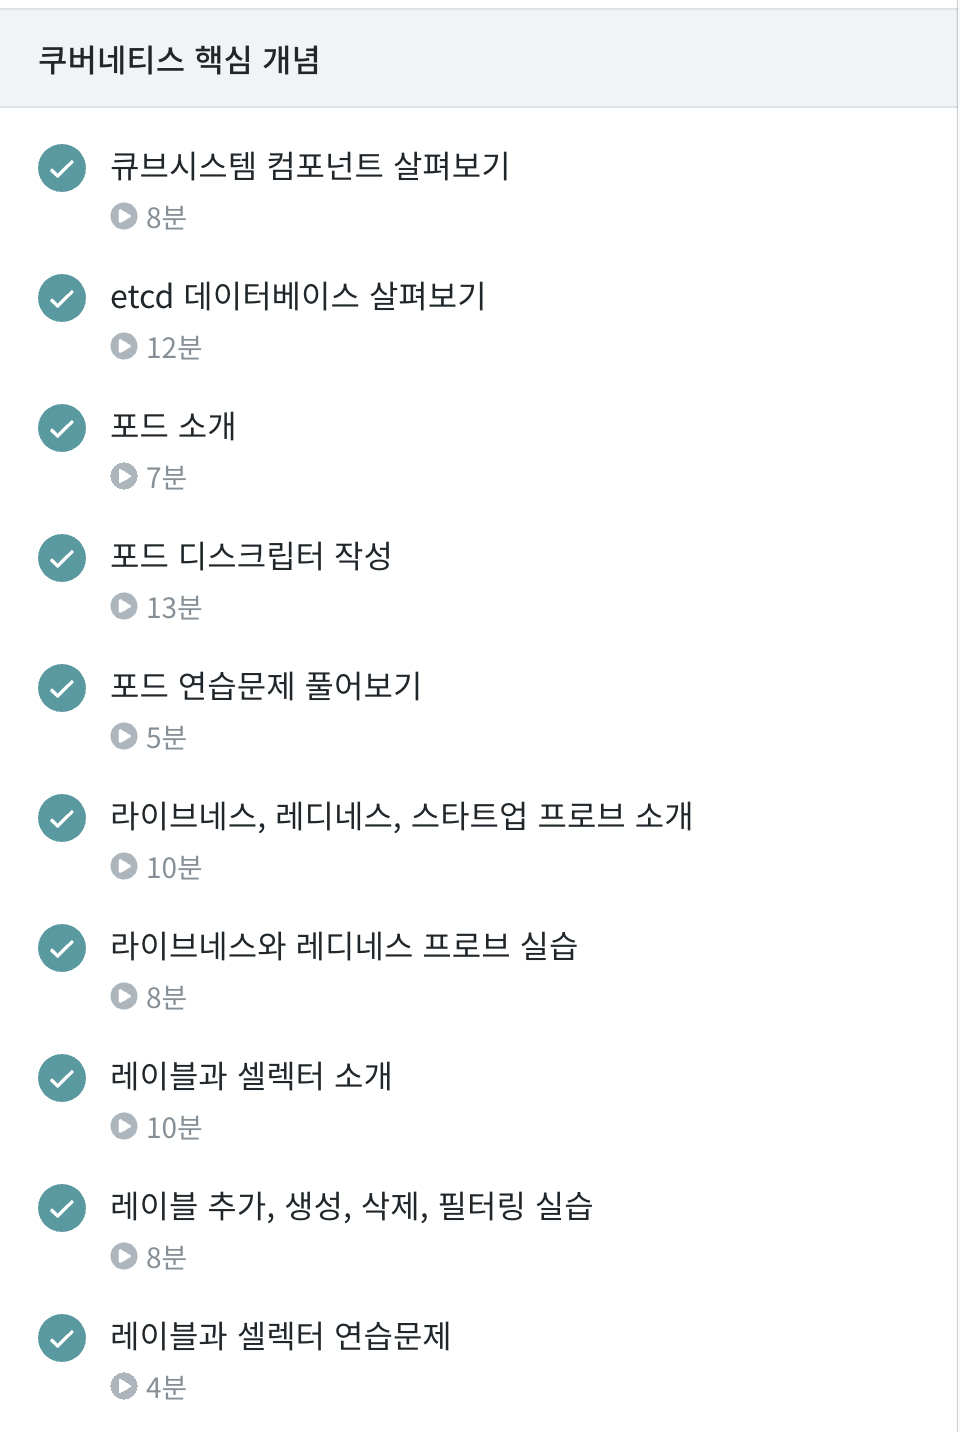 쿠버네티스 핵심 개념
큐브시스템 컴포넌트 살펴보기
8분
etcd 데이터베이스 살펴보기
12분
포드 소개
7분
포드 디스크립터 작성
13분
포드 연습문제 풀어보기
5분
라이브네스, 레디네스, 스타트업 프로브 소개
10분
라이브네스와 레디네스 프로브 실습
8분
레이블과 셀렉터 소개
10분
레이블 추가, 생성, 삭제, 필터링 실습
8분
레이블과 셀렉터 연습문제
4분